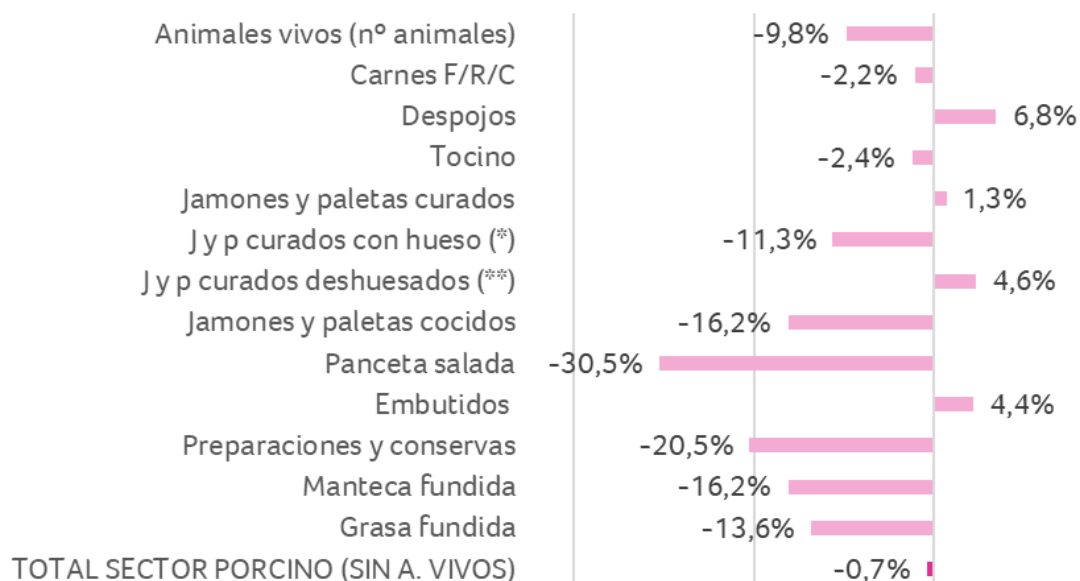 Animales vivos (nº animales) -9,8%
Carnes F/R/C -2,2%
Despojos 6,8%
Tocino -2,4%
Jamones y paletas curados 1,3%
J y p curados con hueso (*) -11,3%
J y p curados deshuesados (**) 4,6%
Jamones y paletas cocidos -16,2%
Panceta salada -30,5%
Embutidos 4,4%
Preparaciones y conservas -20,5%
Manteca fundida -16,2%
Grasa fundida -13,6%
TOTAL SECTOR PORCINO (SIN A. VIVOS) -0,7%